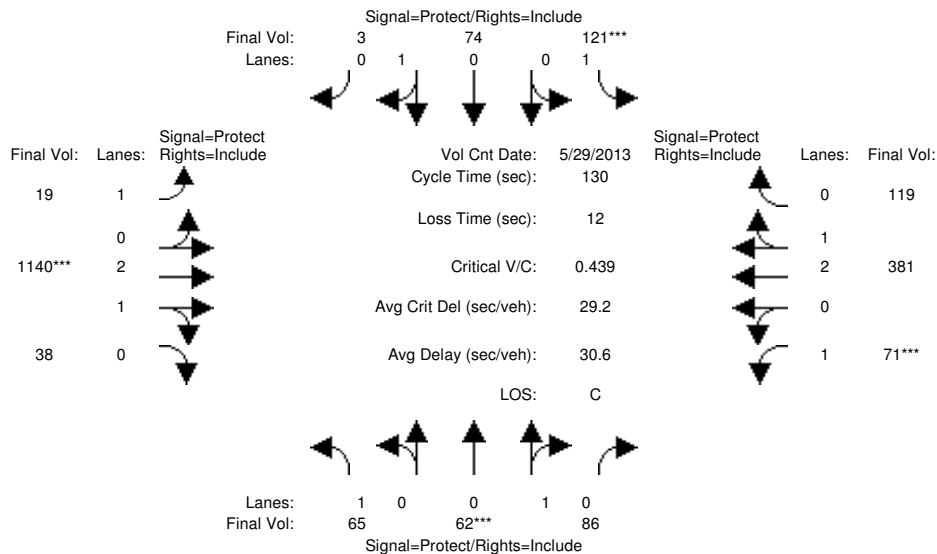 Signal=Protect/Rights=Include
Final Vol: 3 74 121***
Lanes: 0 1 0 0 1
Signal=Protect Signal=Protect
Final Vol: Lanes: Rights=Include Vol Cnt Date: 5/29/2013 Rights=Include Lanes: Final Vol:
Cycle Time (sec): 130
19 1 0 119
Loss Time (sec): 12
0 1
1140*** 2 Critical V/C: 0.439 2 381
1 Avg Crit Del (sec/veh): 29.2 0
38 0 Avg Delay (sec/veh): 30.6 1 71***
LOS: C
Lanes: 1 0 0 1 0
Final Vol: 65 62*** 86
Signal=Protect/Rights=Include